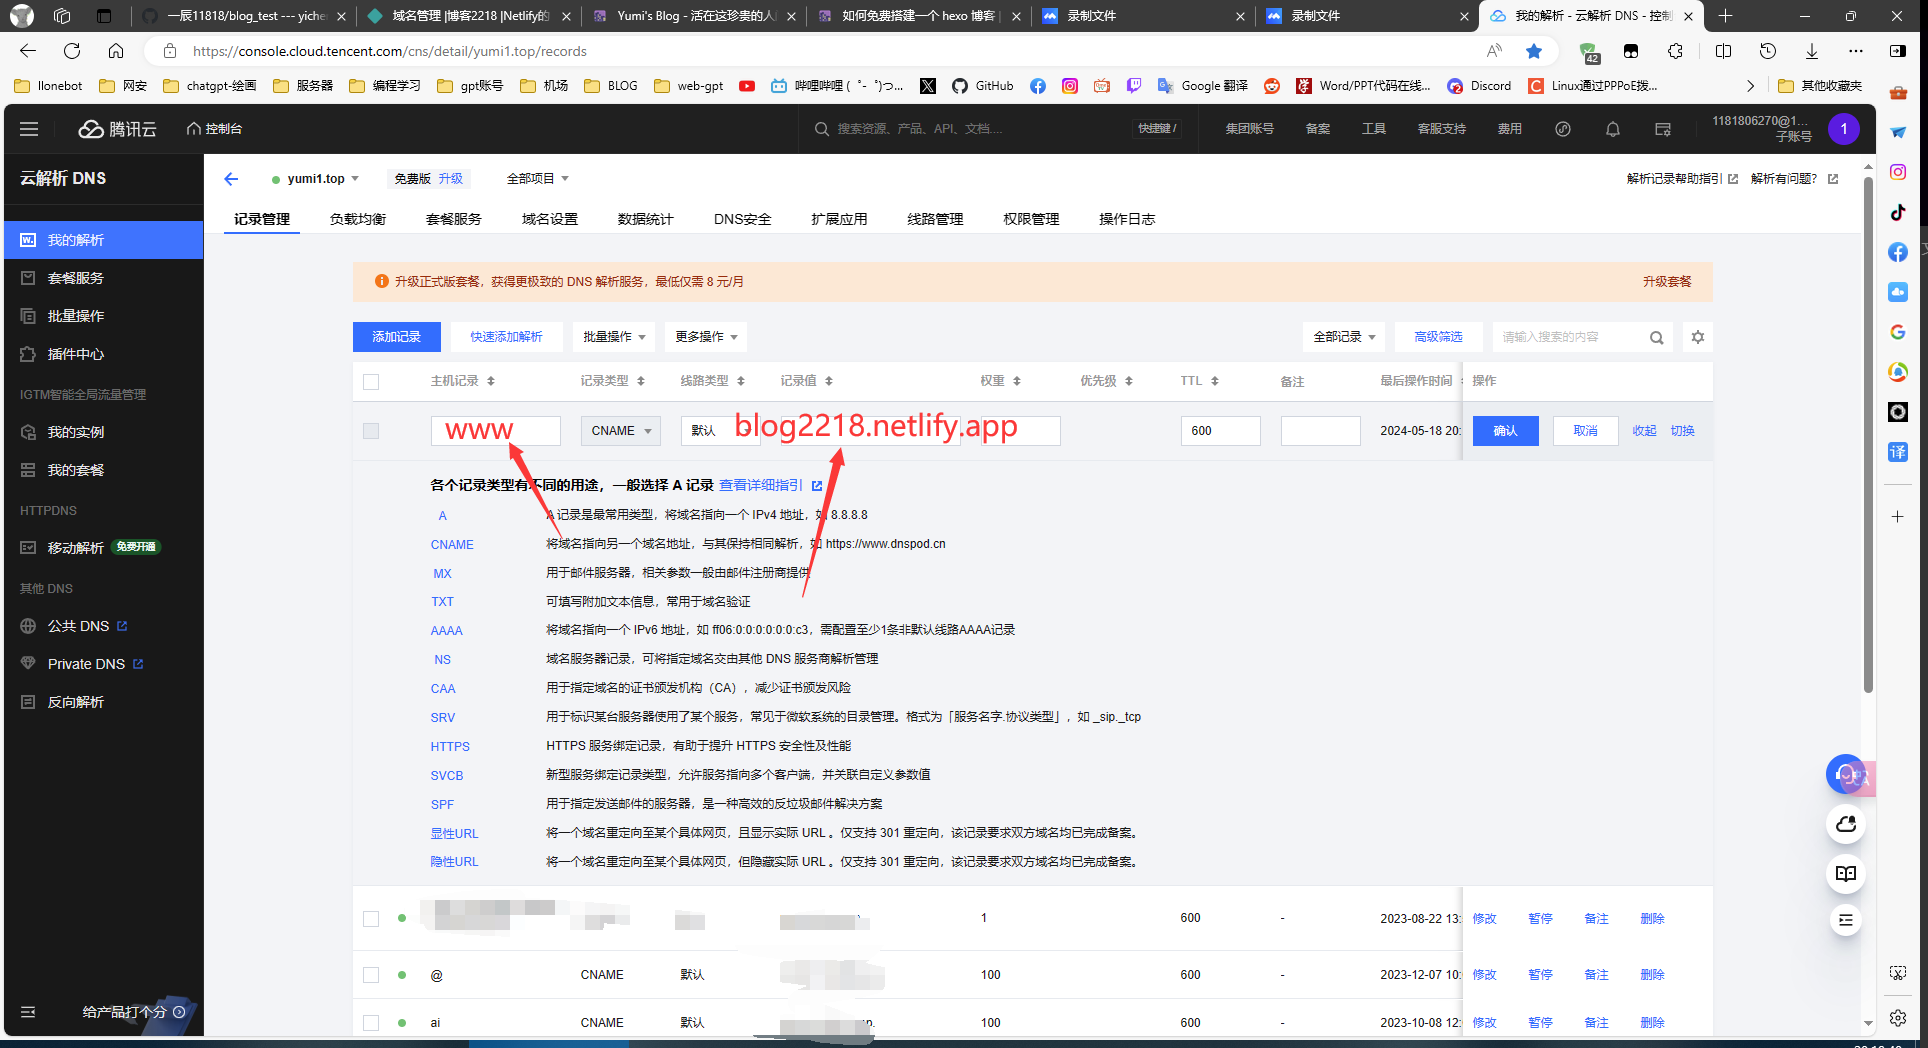 一辰11818/blog_test --- yiche
域名管理 |博客2218 |Netlify的
Yumi's Blog - 活在这珍贵的人
如何免费搭建一个 hexo 博客 |
录制文件
录制文件
我的解析 - 云解析 DNS - 控制
https://console.cloud.tencent.com/cns/detail/yumi1.top/records
42
llonebot
网安
chatgpt-绘画
服务器
编程学习
gpt账号
机场
BLOG
web-gpt
哔哩哔哩 ( ゜- ゜)つ...
GitHub
Google 翻译
Word/PPT代码在线...
Discord
Linux通过PPPoE拨...
其他收藏夹
腾讯云
控制台
搜索资源、产品、API、文档....
快捷键 /
集团账号
备案
工具
客服支持
费用
1181806270@1...
子账号
1
云解析 DNS
我的解析
套餐服务
批量操作
插件中心
IGTM智能全局流量管理
我的实例
我的套餐
HTTPDNS
移动解析 免费开通
其他 DNS
公共 DNS
Private DNS
反向解析
给产品打个分
yumi1.top
免费版 升级
全部项目
解析记录帮助指引
解析有问题?
记录管理
负载均衡
套餐服务
域名设置
数据统计
DNS安全
扩展应用
线路管理
权限管理
操作日志
升级正式版套餐，获得更极致的 DNS 解析服务，最低仅需 8 元/月
升级套餐
添加记录
快速添加解析
批量操作
更多操作
全部记录
高级筛选
请输入搜索的内容
主机记录
记录类型
线路类型
记录值
权重
优先级
TTL
备注
最后操作时间
操作
www
CNAME
默认
blog2218.netlify.app
600
2024-05-18 20:
确认
取消
收起
切换
各个记录类型有不同的用途，一般选择 A 记录 查看详细指引
A
A 记录是最常用类型，将域名指向一个 IPv4 地址，如 8.8.8.8
CNAME
将域名指向另一个域名地址，与其保持相同解析，如 https://www.dnspod.cn
MX
用于邮件服务器，相关参数一般由邮件注册商提供
TXT
可填写附加文本信息，常用于域名验证
AAAA
将域名指向一个 IPv6 地址，如 ff06:0:0:0:0:0:0:c3，需配置至少1条非默认线路AAAA记录
NS
域名服务器记录，可将指定域名交由其他 DNS 服务商解析管理
CAA
用于指定域名的证书颁发机构（CA），减少证书颁发风险
SRV
用于标识某台服务器使用了某个服务，常见于微软系统的目录管理。格式为「服务名字.协议类型」，如 _sip._tcp
HTTPS
HTTPS 服务绑定记录，有助于提升 HTTPS 安全性及性能
SVCB
新型服务绑定记录类型，允许服务指向多个客户端，并关联自定义参数值
SPF
用于指定发送邮件的服务器，是一种高效的反垃圾邮件解决方案
显性URL
将一个域名重定向至某个具体网页，且显示实际 URL 。仅支持 301 重定向，该记录要求双方域名均已完成备案。
隐性URL
将一个域名重定向至某个具体网页，但隐藏实际 URL 。仅支持 301 重定向，该记录要求双方域名均已完成备案。
1
600
-
2023-08-22 13:
修改
暂停
备注
删除
@
CNAME
默认
100
600
-
2023-12-07 10:
修改
暂停
备注
删除
ai
CNAME
默认
100
600
-
2023-10-08 12:
修改
暂停
备注
删除
译